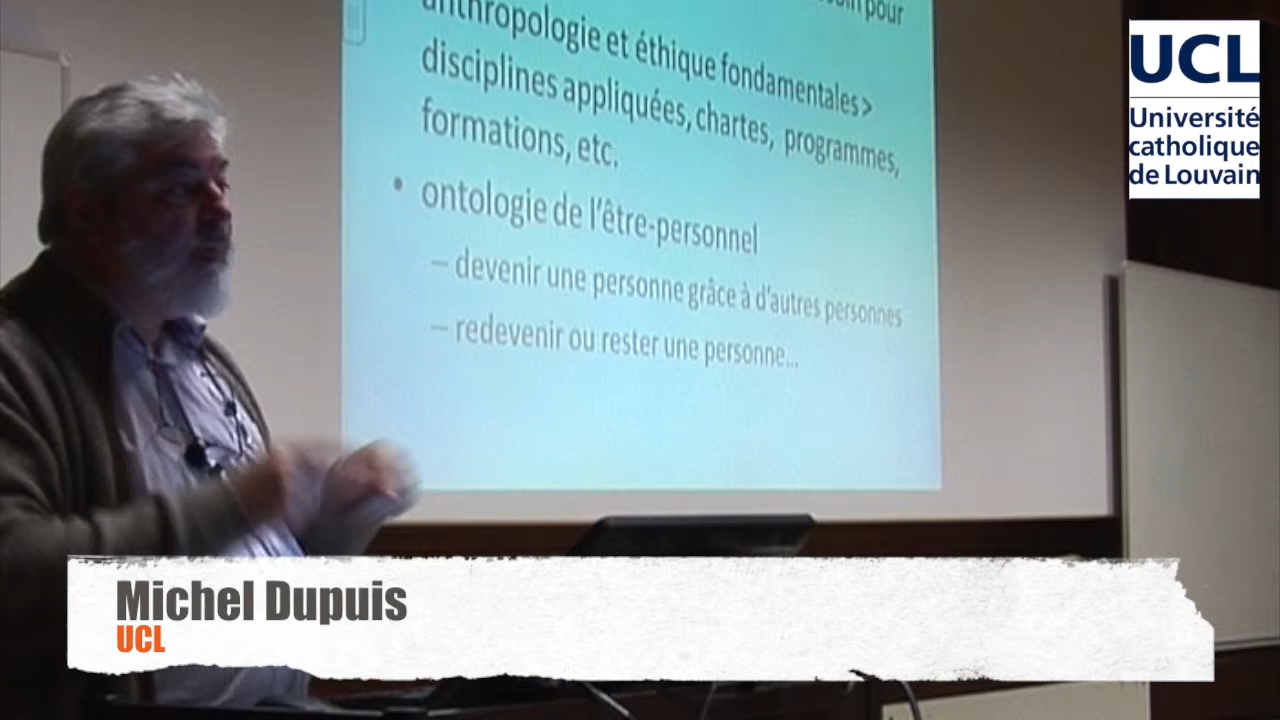 pour
anthropologie et éthique fondamentales >
disciplines appliquées, chartes, programmes,
formations, etc.
• ontologie de l'être-personnel
– devenir une personne grâce à d'autres personnes
– redevenir ou rester une personne...
UCL
Université
catholique
de Louvain
Michel Dupuis
UCL